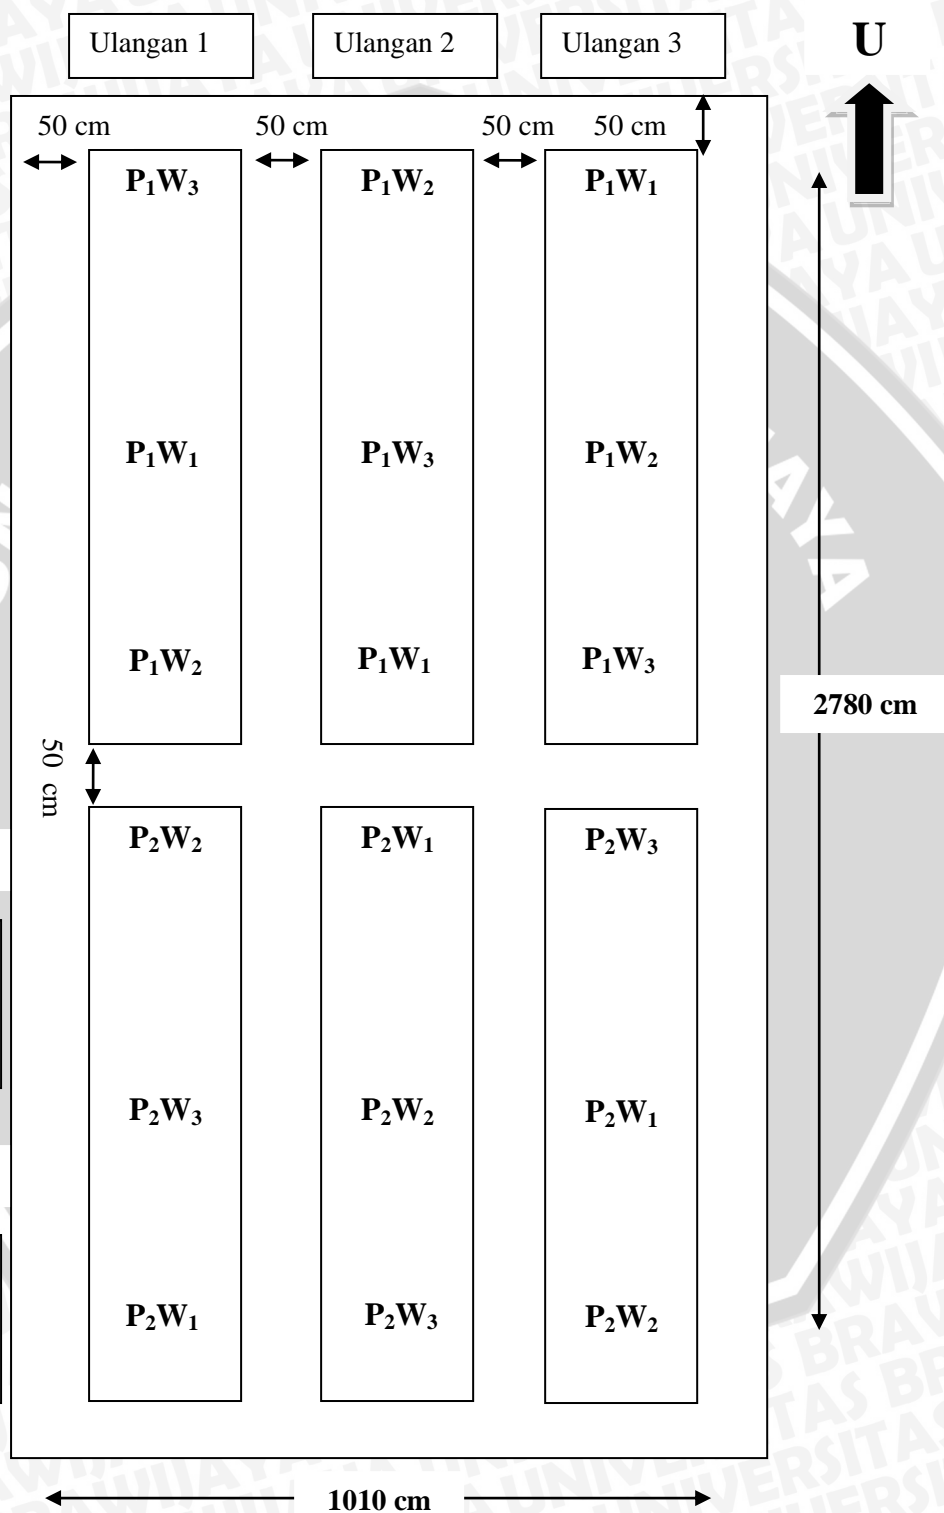 Ulangan 1 Ulangan 2 Ulangan 3 U
50 cm 50 cm 50 cm 50 cm
P₁W₃ P₁W₂ P₁W₁
P₁W₁ P₁W₃ P₁W₂
P₁W₂ P₁W₁ P₁W₃
2780 cm
50 cm
P₂W₂ P₂W₁ P₂W₃
P₂W₃ P₂W₂ P₂W₁
P₂W₁ P₂W₃ P₂W₂
1010 cm